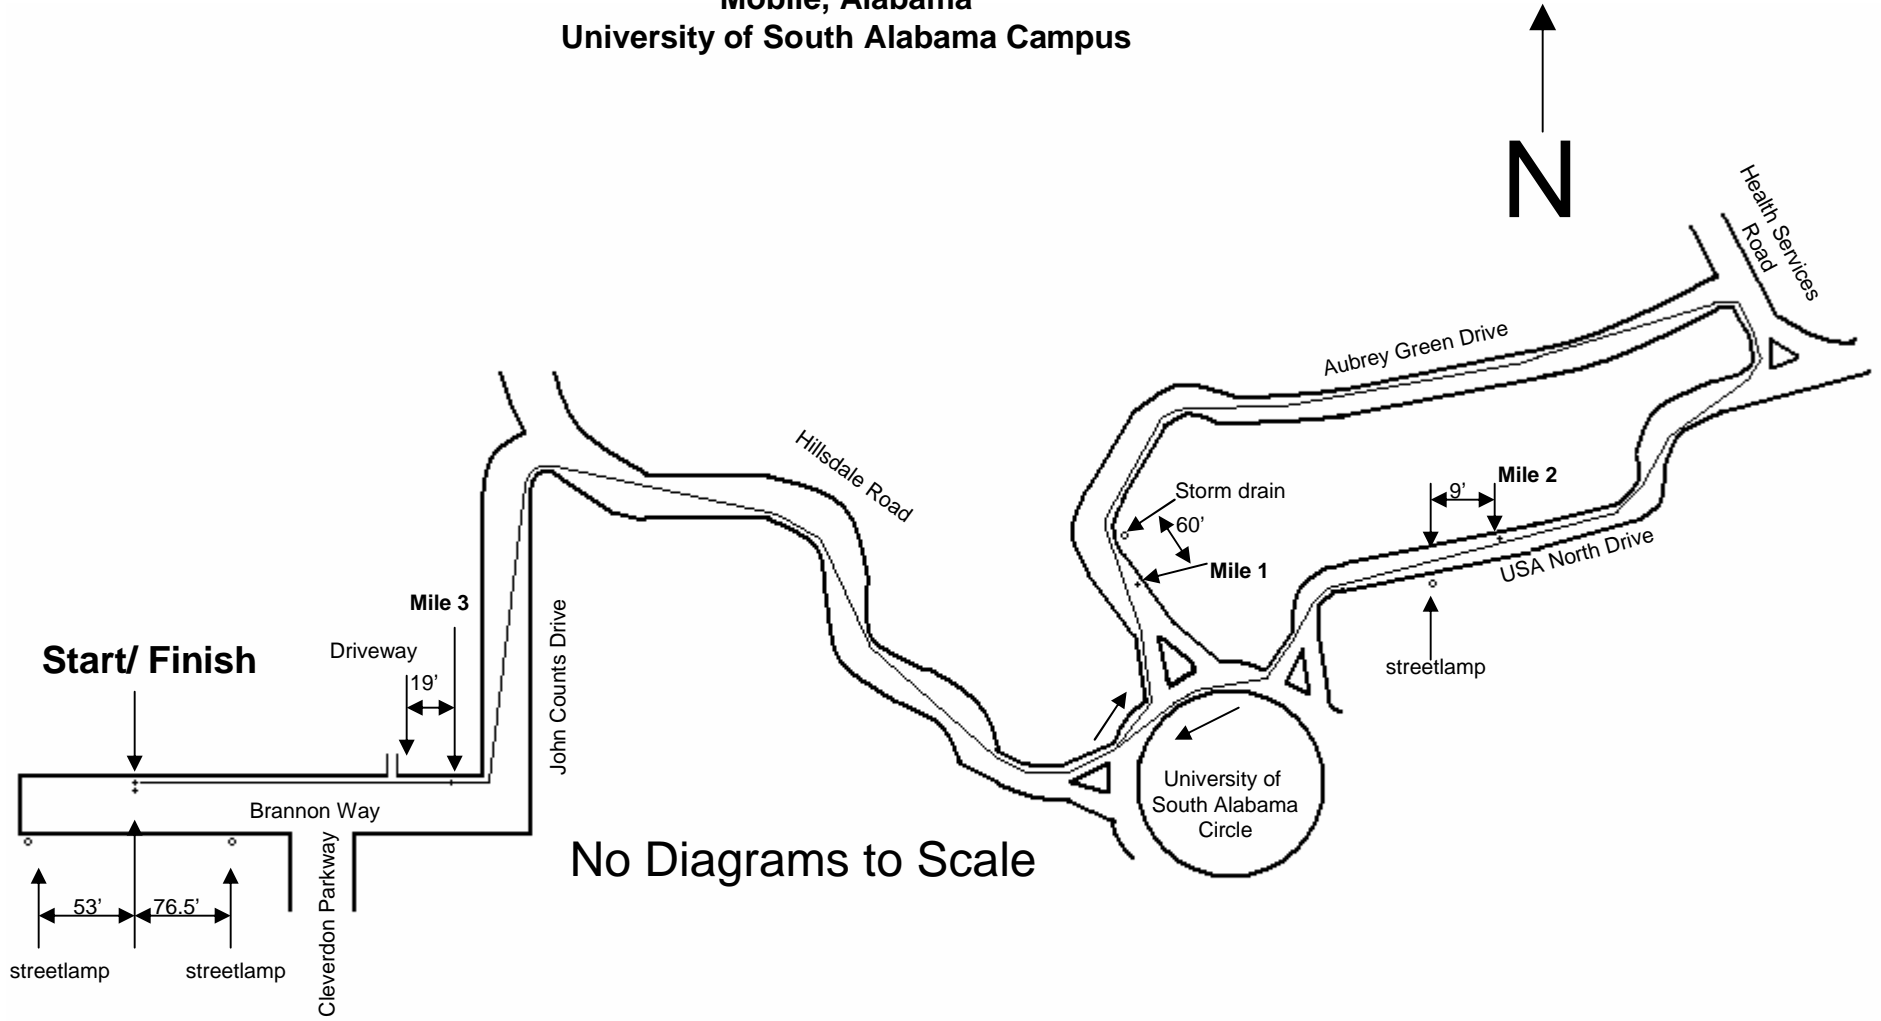 Mobile, Alabama
University of South Alabama Campus
N
Health Services
Road
Aubrey Green Drive
Hillsdale Road
Storm drain
60’
Mile 1
9’
Mile 2
USA North Drive
streetlamp
Mile 3
Start/ Finish
Driveway
19’
John Counts Drive
Brannon Way
University of
South Alabama
Circle
No Diagrams to Scale
Cleverdon Parkway
53’
76.5’
streetlamp
streetlamp